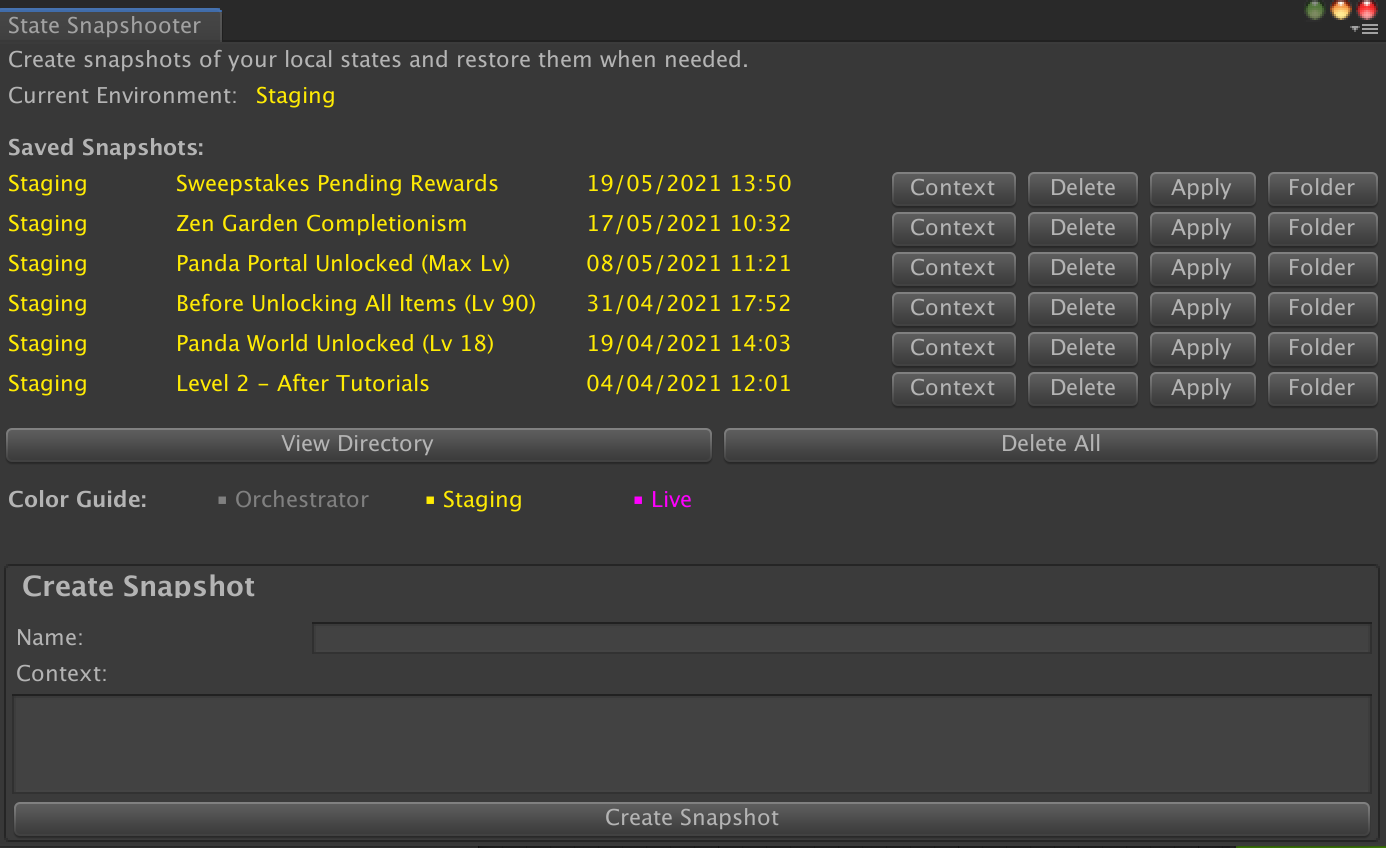 State Snapshooter
Create snapshots of your local states and restore them when needed.
Current Environment: Staging
Saved Snapshots:
Staging Sweepstakes Pending Rewards 19/05/2021 13:50 Context Delete Apply Folder
Staging Zen Garden Completionism 17/05/2021 10:32 Context Delete Apply Folder
Staging Panda Portal Unlocked (Max Lv) 08/05/2021 11:21 Context Delete Apply Folder
Staging Before Unlocking All Items (Lv 90) 31/04/2021 17:52 Context Delete Apply Folder
Staging Panda World Unlocked (Lv 18) 19/04/2021 14:03 Context Delete Apply Folder
Staging Level 2 – After Tutorials 04/04/2021 12:01 Context Delete Apply Folder
View Directory Delete All
Color Guide: Orchestrator Staging Live
Create Snapshot
Name:
Context:
Create Snapshot